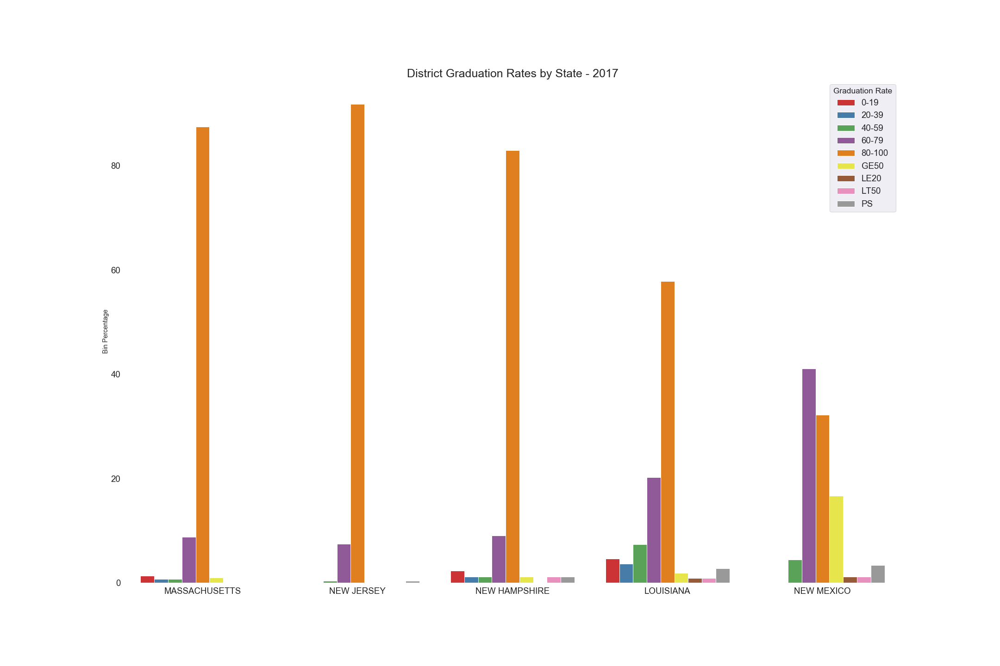 District Graduation Rates by State - 2017
Graduation Rate
0-19
20-39
40-59
60-79
80-100
GE50
LE20
LT50
PS
Bin Percentage
80
60
40
20
0
MASSACHUSETTS
NEW JERSEY
NEW HAMPSHIRE
LOUISIANA
NEW MEXICO